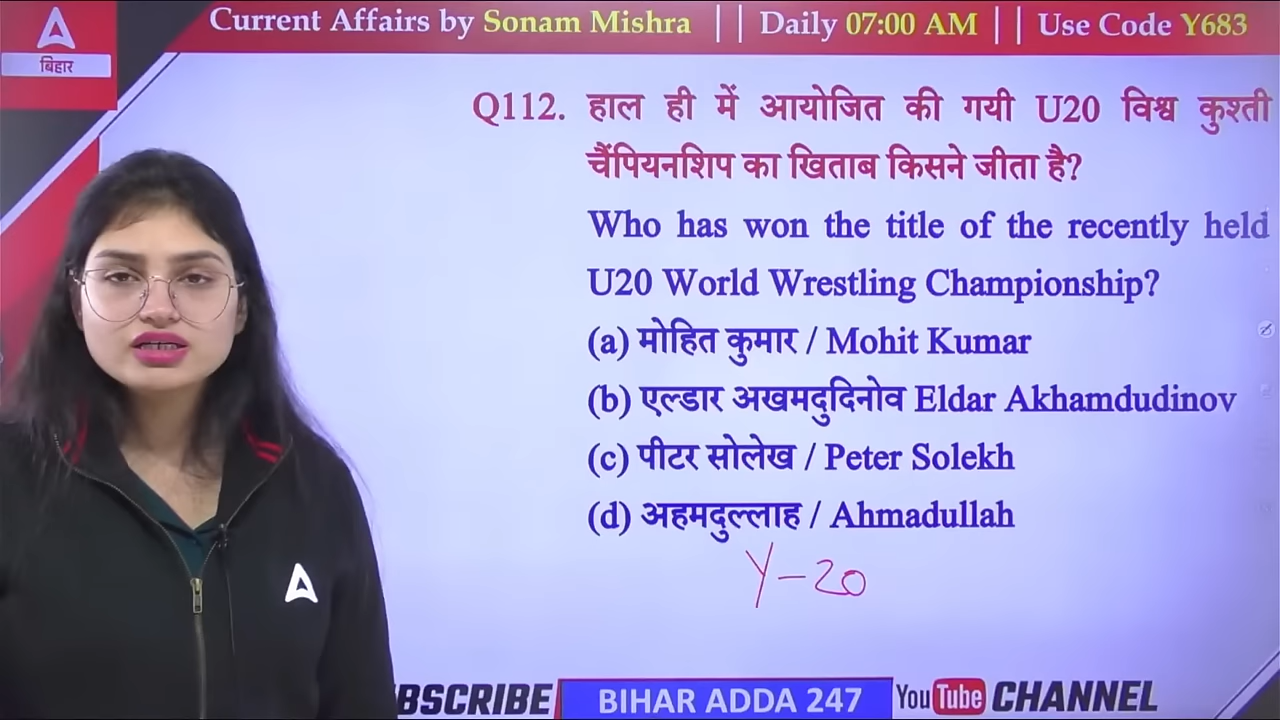 Current Affairs by Sonam Mishra || Daily 07:00 AM || Use Code Y683
बिहार
Q112. हाल ही में आयोजित की गयी U20 विश्व कुश्ती
चैंपियनशिप का खिताब किसने जीता है?
Who has won the title of the recently held
U20 World Wrestling Championship?
(a) मोहित कुमार / Mohit Kumar
(b) एल्डार अखमदुदिनोव Eldar Akhamdudinov
(c) पीटर सोलेख / Peter Solekh
(d) अहमदुल्लाह / Ahmadullah
Y-20
BSCRIBE BIHAR ADDA 247 YouTube CHANNEL